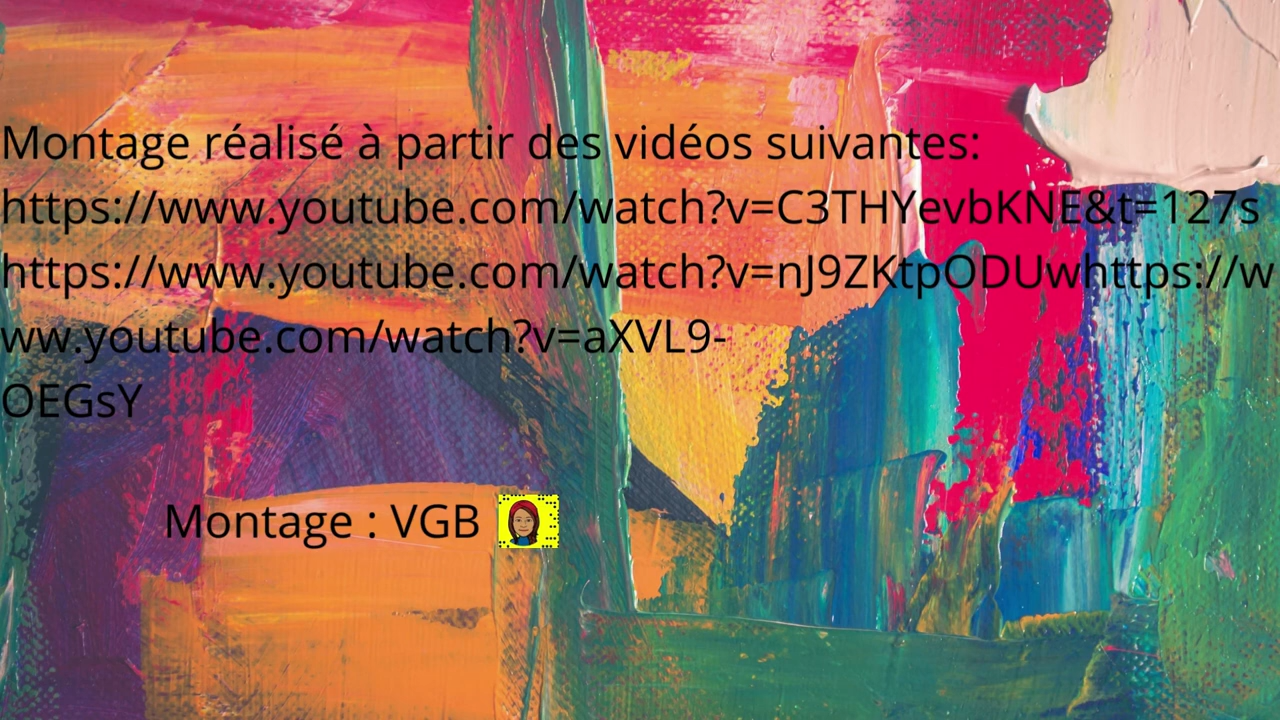 Montage réalisé à partir des vidéos suivantes:
https://www.youtube.com/watch?v=C3THYevbKNE&t=127s
https://www.youtube.com/watch?v=nJ9ZKtpODUwhttps://w
ww.youtube.com/watch?v=aXVL9-
OEGsY
Montage : VGB